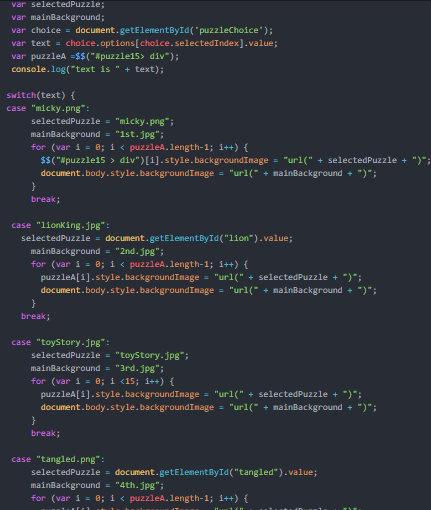 var selectedPuzzle;
var mainBackground;
var choice = document.getElementById('puzzleChoice');
var text = choice.options[choice.selectedIndex].value;
var puzzleA =$$("#puzzle15> div");
console.log("text is " + text);
switch(text) {
case "micky.png":
selectedPuzzle = "micky.png";
mainBackground = "1st.jpg";
for (var i = 0; i < puzzleA.length-1; i++) {
$$("#puzzle15 > div")[i].style.backgroundImage = "url(" + selectedPuzzle + ")";
document.body.style.backgroundImage = "url(" + mainBackground + ")";
}
break;
case "lionKing.jpg":
selectedPuzzle = document.getElementById("lion").value;
mainBackground = "2nd.jpg";
for (var i = 0; i < puzzleA.length-1; i++) {
puzzleA[i].style.backgroundImage = "url(" + selectedPuzzle + ")";
document.body.style.backgroundImage = "url(" + mainBackground + ")";
}
break;
case "toyStory.jpg":
selectedPuzzle = "toyStory.jpg";
mainBackground = "3rd.jpg";
for (var i = 0; i <15; i++) {
puzzleA[i].style.backgroundImage = "url(" + selectedPuzzle + ")";
document.body.style.backgroundImage = "url(" + mainBackground + ")";
}
break;
case "tangled.png":
selectedPuzzle = document.getElementById("tangled").value;
mainBackground = "4th.jpg";
for (var i = 0; i < puzzleA.length-1; i++) {